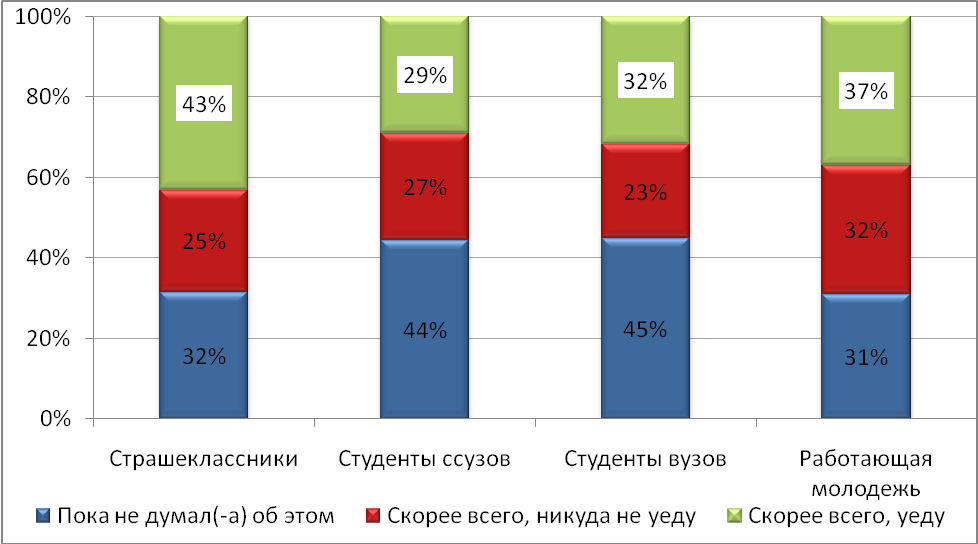 100%
80%
60%
40%
20%
0%
43%
29%
32%
37%
25%
27%
23%
32%
32%
44%
45%
31%
Страшеклассники
Студенты ссузов
Студенты вузов
Работающая
молодежь
Пока не думал(-а) об этом
Скорее всего, никуда не уеду
Скорее всего, уеду